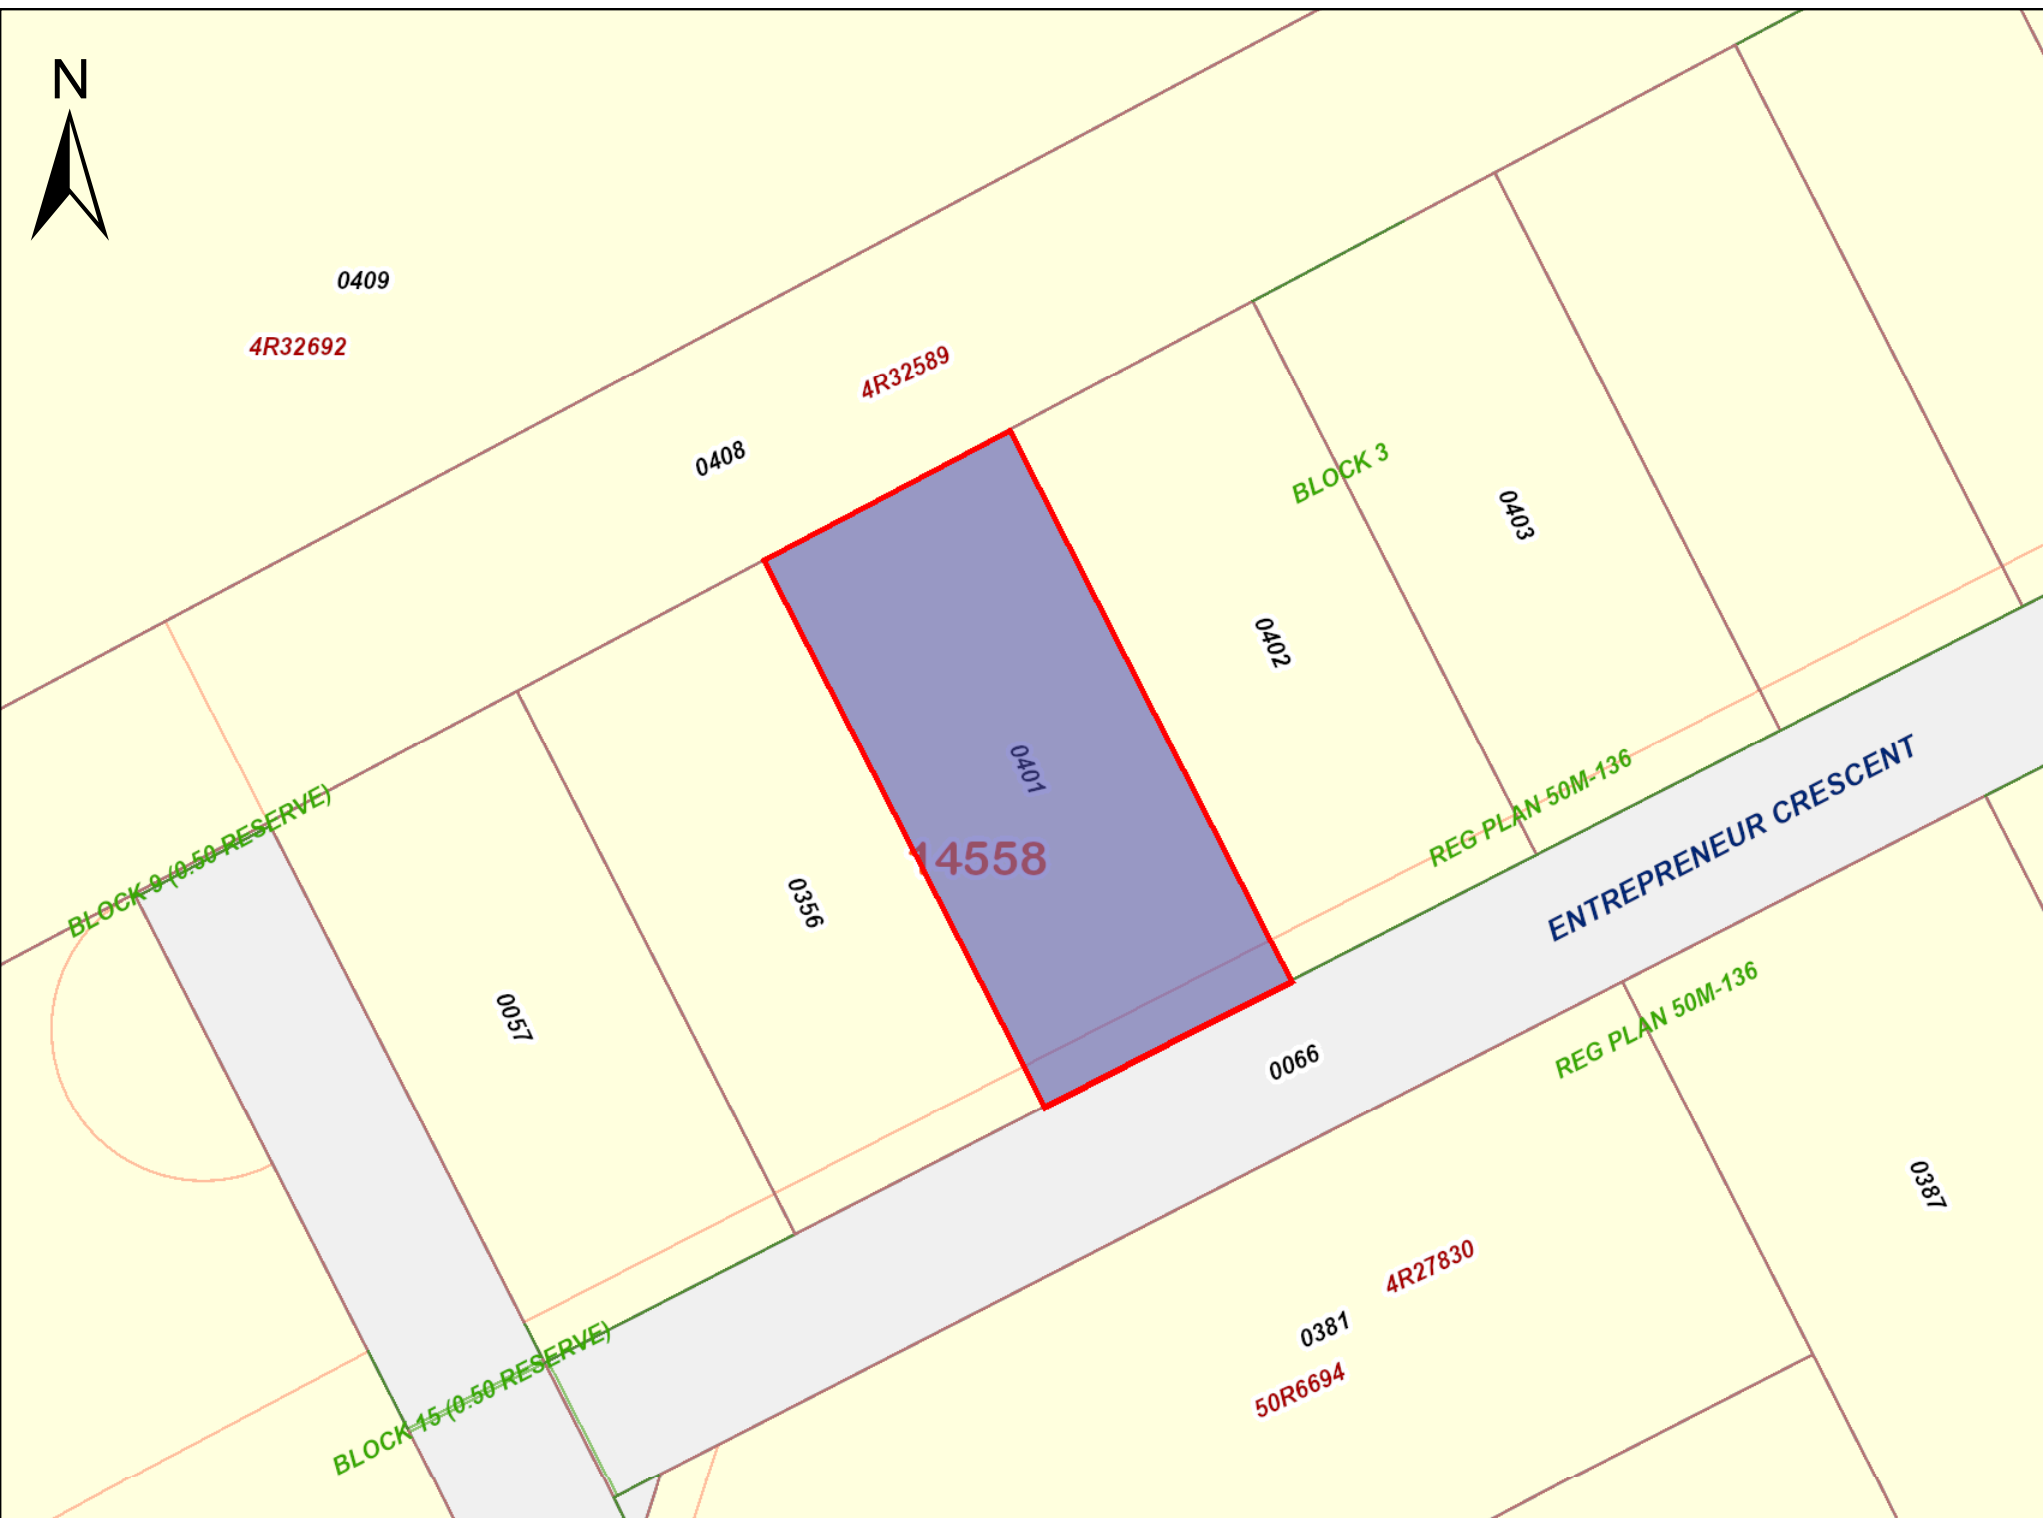 N
0409
4R32692
4R32589
0408
BLOCK 3
0403
0402
0401
REG PLAN 50M-136
ENTREPRENEUR CRESCENT
BLOCK 9 (0.50 RESERVE)
14558
0356
0057
REG PLAN 50M-136
0066
0387
4R27830
0381
50R6694
BLOCK 15 (0.50 RESERVE)